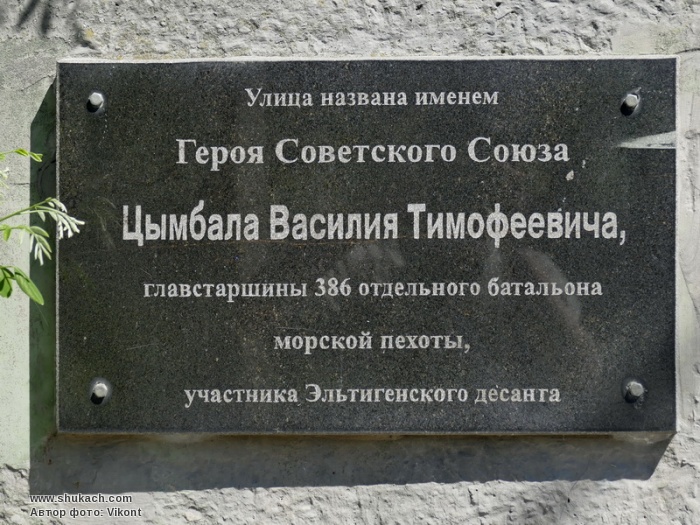 Улица названа именем
Героя Советского Союза
Цымбала Василия Тимофеевича,
главстаршины 386 отдельного батальона
морской пехоты,
участника Эльтигенского десанта
www.shukach.com
Автор фото: Vikont